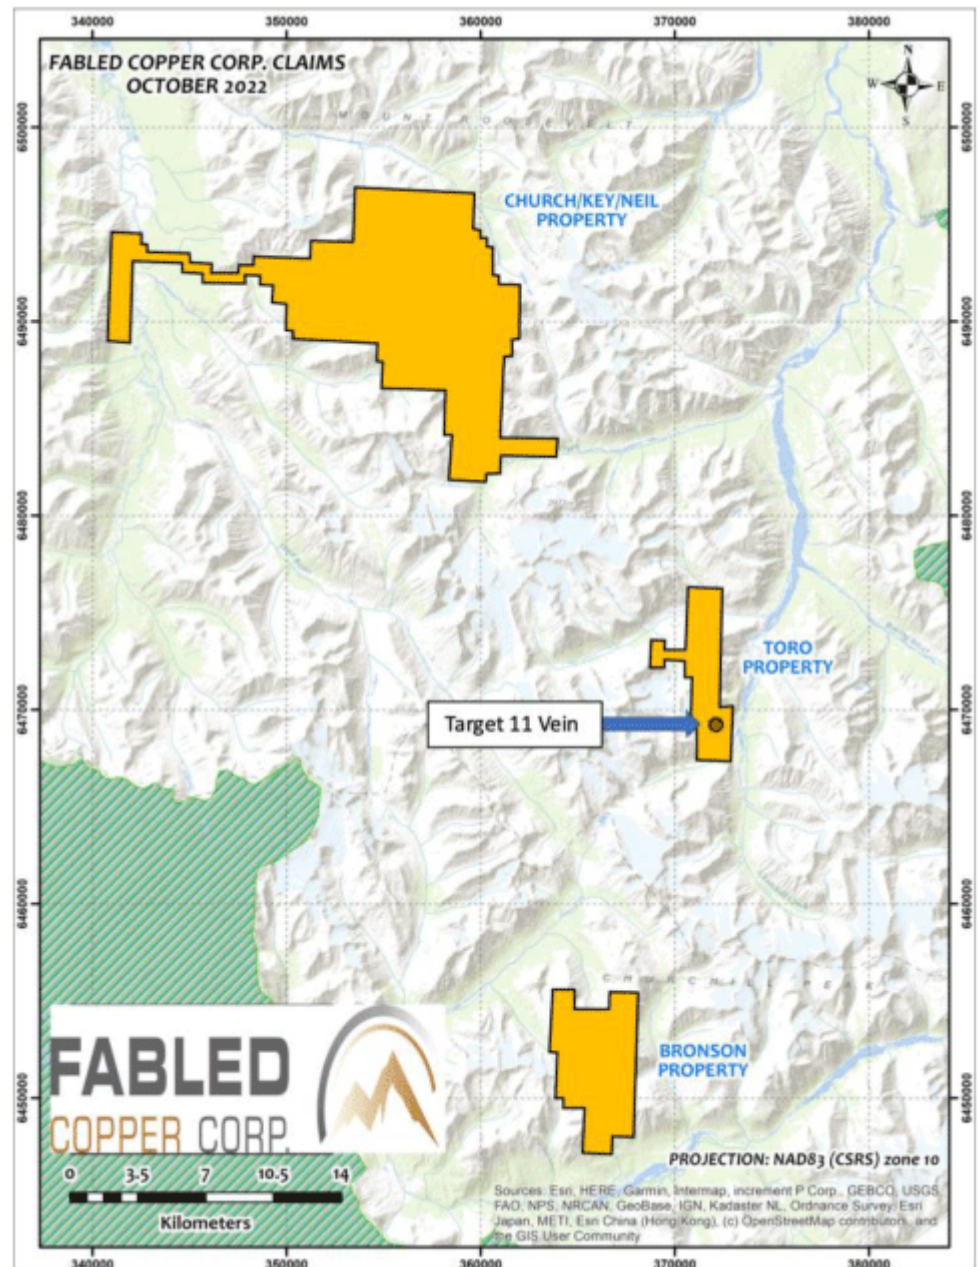 340000 350000 360000 370000 380000
FABLED COPPER CORP. CLAIMS
OCTOBER 2022
N
W E
S
MOUNT ROOSEVELT
6500000 6500000
CHURCH/KEY/NEIL
PROPERTY
6490000 6490000
6480000 6480000
TORO
PROPERTY
6470000 6470000
Target 11 Vein
6460000 6460000
CHURCHILL PEAK
BRONSON
PROPERTY
6450000 6450000
FABLED
COPPER CORP.
PROJECTION: NAD83 (CSRS) zone 10
0 3.5 7 10.5 14
Kilometers
Sources: Esri, HERE, Garmin, Intermap, increment P Corp., GEBCO, USGS,
FAO, NPS, NRCAN, GeoBase, IGN, Kadaster NL, Ordnance Survey, Esri
Japan, METI, Esri China (Hong Kong), (c) OpenStreetMap contributors, and
the GIS User Community
340000 350000 360000 370000 380000